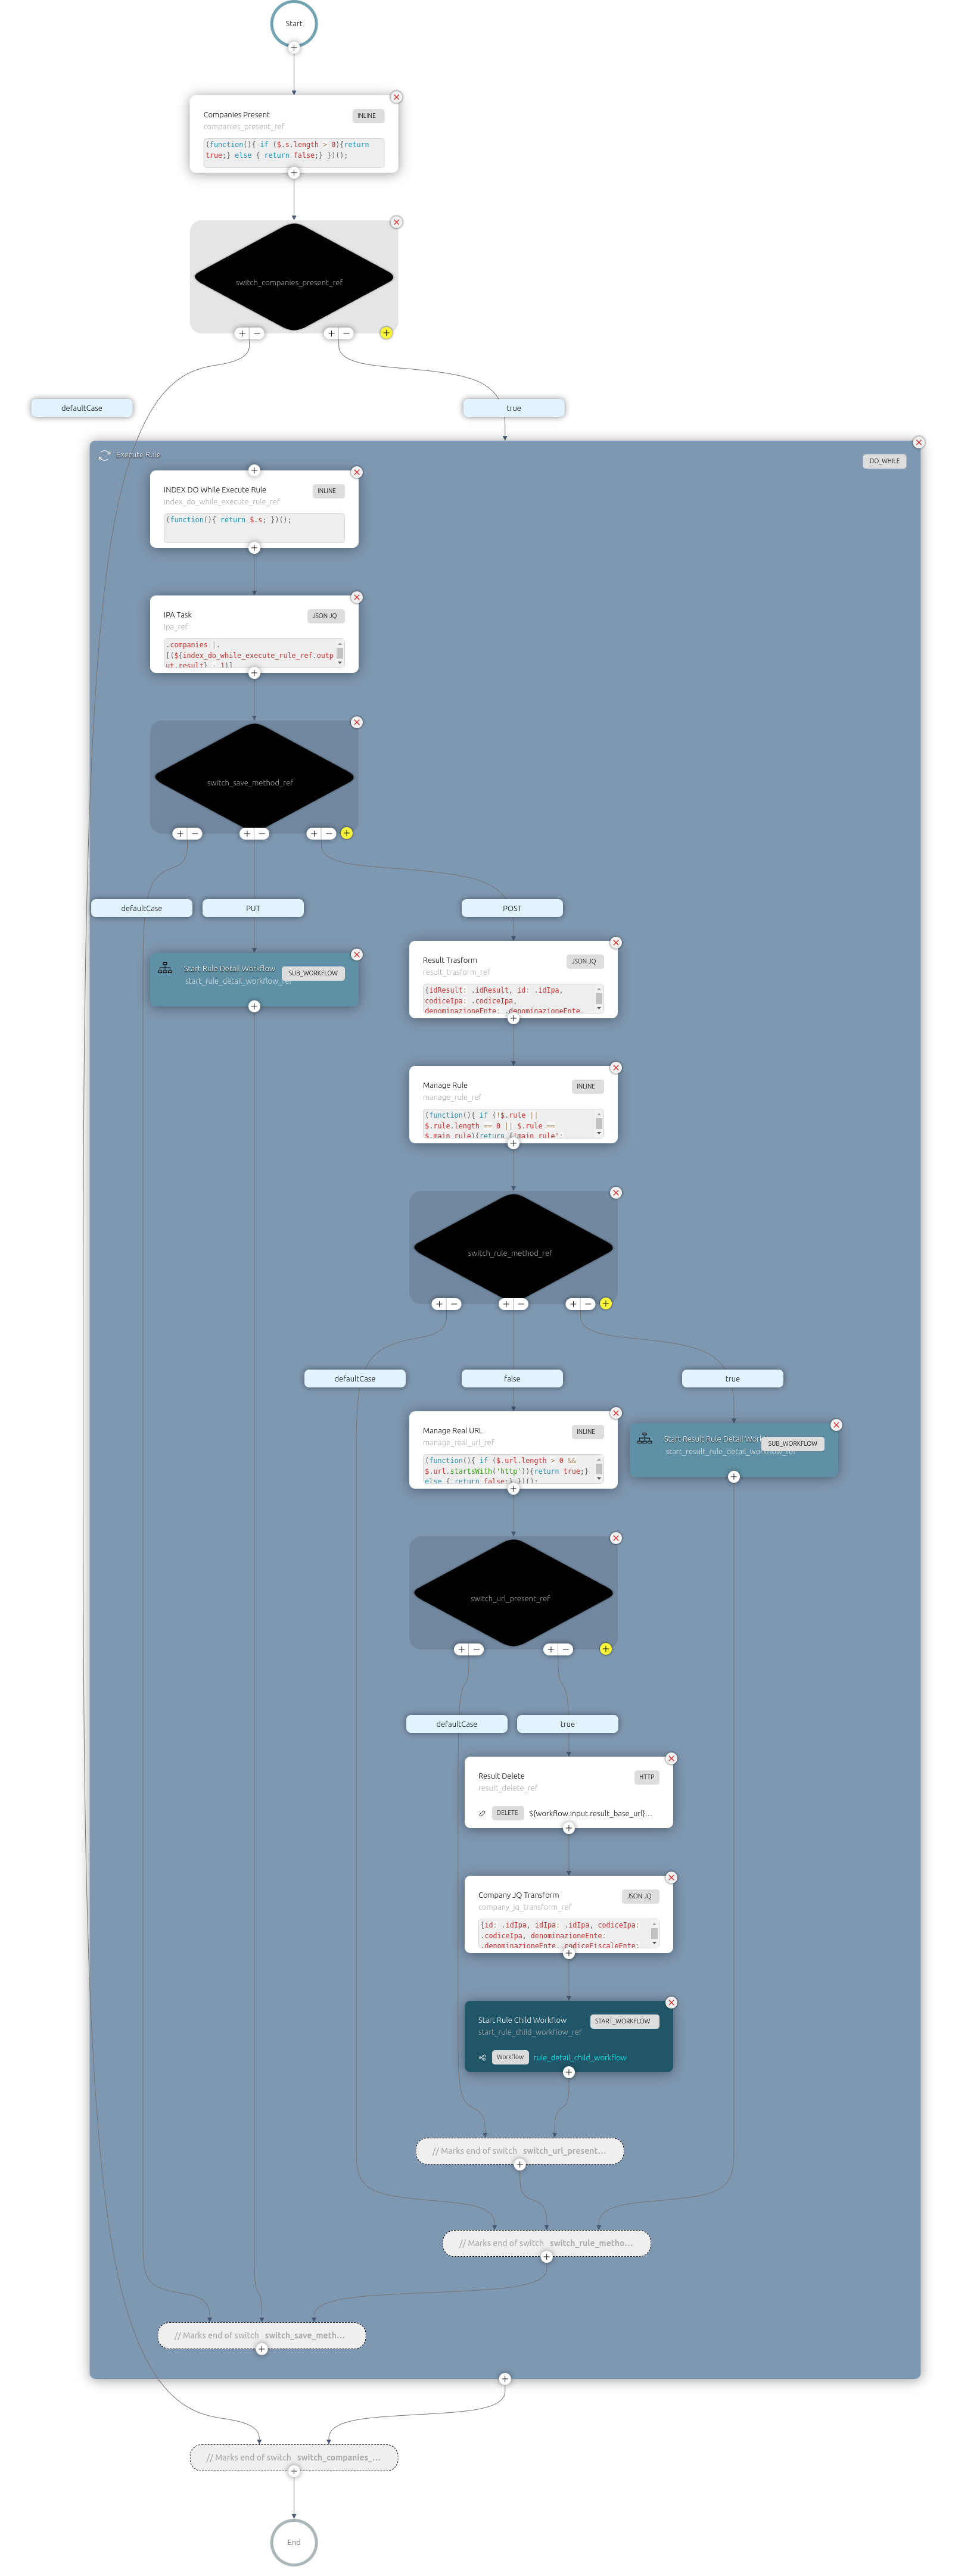 Start
Companies Present
INLINE
companies_present_ref
(function(){ if ($.s.length > 0){return
true;} else { return false;} })();
switch_companies_present_ref
defaultCase
true
Execute Rule
DO_WHILE
INDEX DO While Execute Rule
INLINE
index_do_while_execute_rule_ref
(function(){ return $.s; })();
IPA Task
JSON JQ
ipa_ref
.companies |.
[(${index_do_while_execute_rule_ref.outp
ut.result} - 1)]
switch_save_method_ref
defaultCase
PUT
POST
Start Rule Detail Workflow
SUB_WORKFLOW
start_rule_detail_workflow_ref
Result Trasform
JSON JQ
result_trasform_ref
{idResult: .idResult, id: .idIpa,
codiceIpa: .codiceIpa,
denominazioneEnte: .denominazioneEnte,
Manage Rule
INLINE
manage_rule_ref
(function(){ if (!$.rule ||
$.rule.length == 0 || $.rule ==
$.main_rule){return {'main_rule':
switch_rule_method_ref
defaultCase
false
true
Manage Real URL
INLINE
manage_real_url_ref
(function(){ if ($.url.length > 0 &&
$.url.startsWith('http')){return true;}
else { return false;} })();
Start Result Rule Detail Workf
SUB_WORKFLOW
start_result_rule_detail_workflow_ref
switch_url_present_ref
defaultCase
true
Result Delete
HTTP
result_delete_ref
DELETE
${workflow.input.result_base_url}...
Company JQ Transform
JSON JQ
company_jq_transform_ref
{id: .idIpa, idIpa: .idIpa, codiceIpa:
.codiceIpa, denominazioneEnte:
.denominazioneEnte, codiceFiscaleEnte:
Start Rule Child Workflow
START_WORKFLOW
start_rule_child_workflow_ref
Workflow
rule_detail_child_workflow
// Marks end of switch switch_url_present...
// Marks end of switch switch_rule_metho...
// Marks end of switch switch_save_meth...
// Marks end of switch switch_companies_...
End